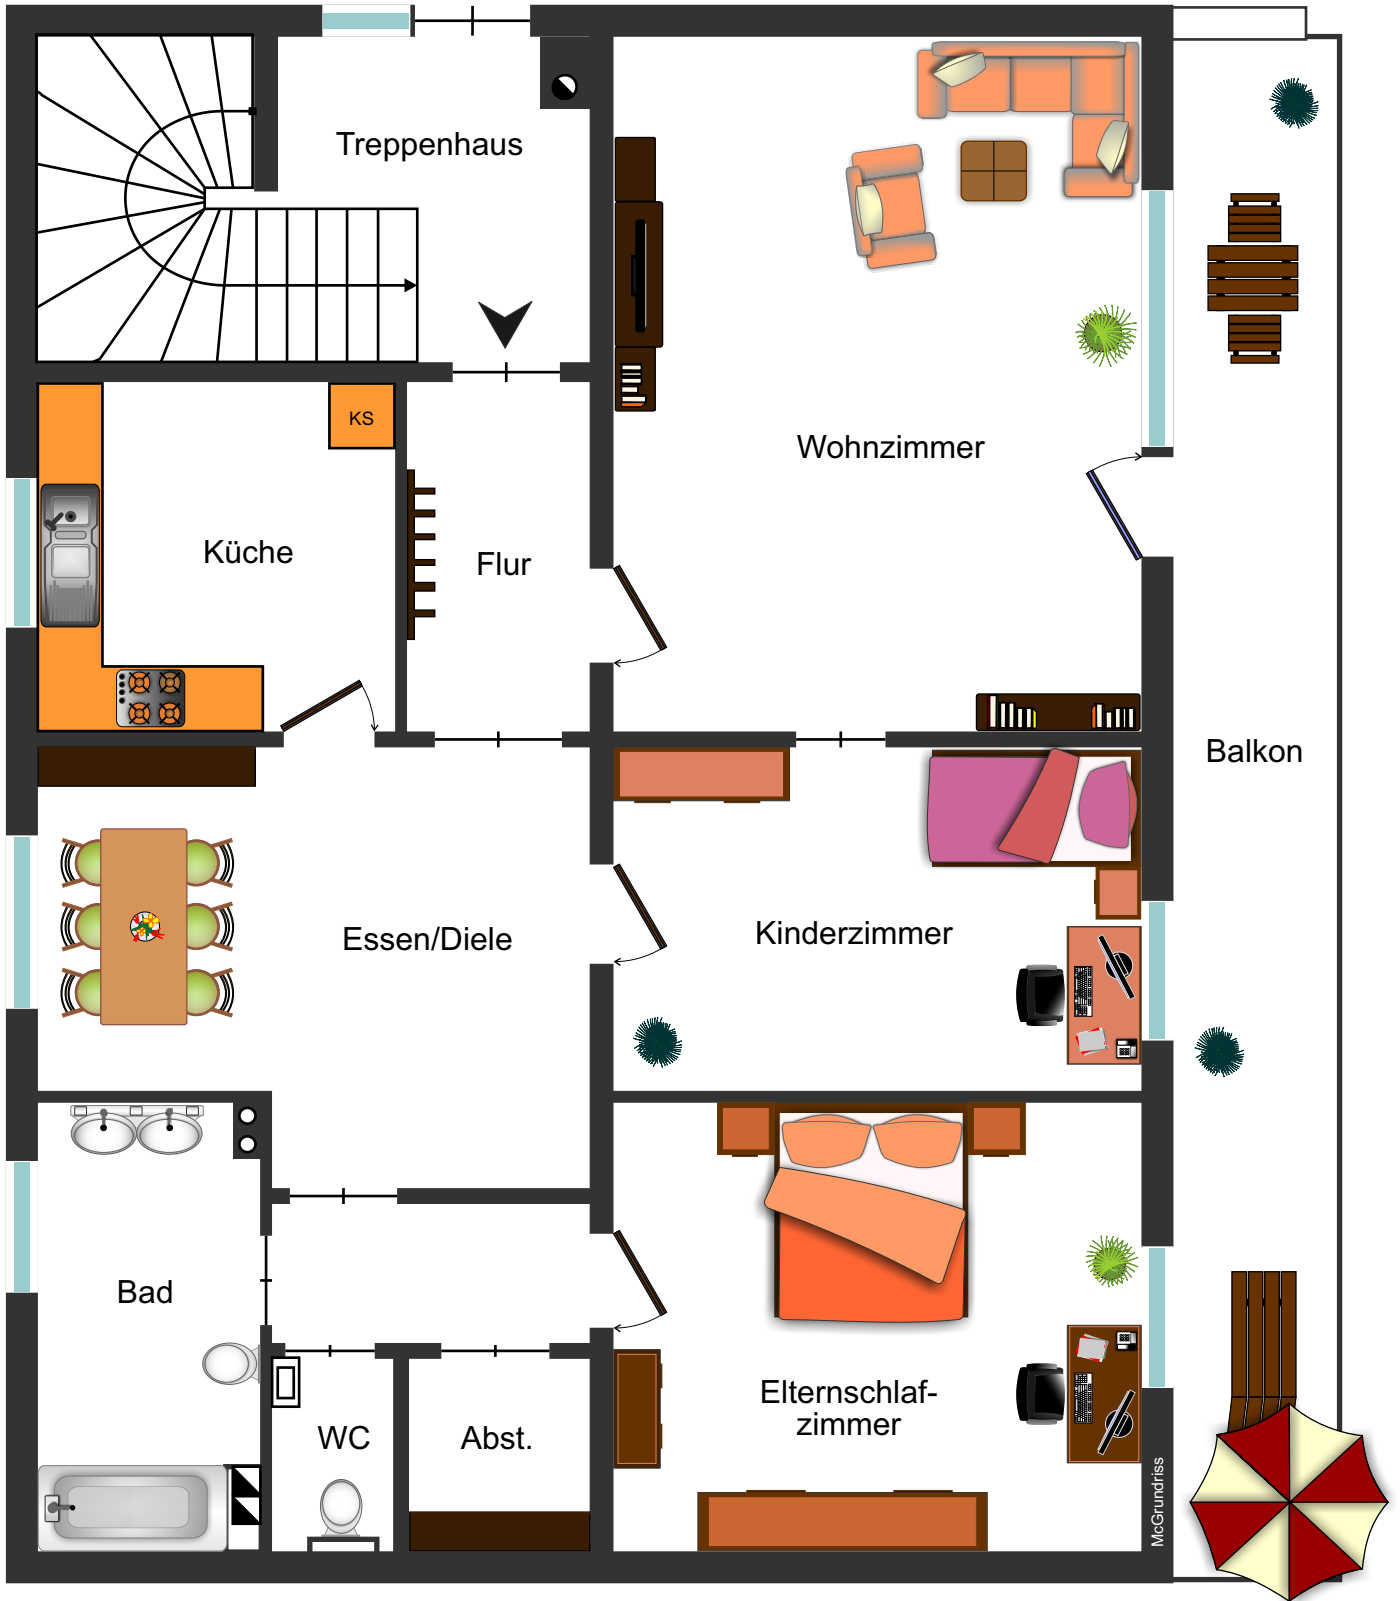 Treppenhaus
KS
Wohnzimmer
Küche
Flur
Balkon
Kinderzimmer
Essen/Diele
Bad
Elternschlaf-
zimmer
WC
Abst.
McGrundriss